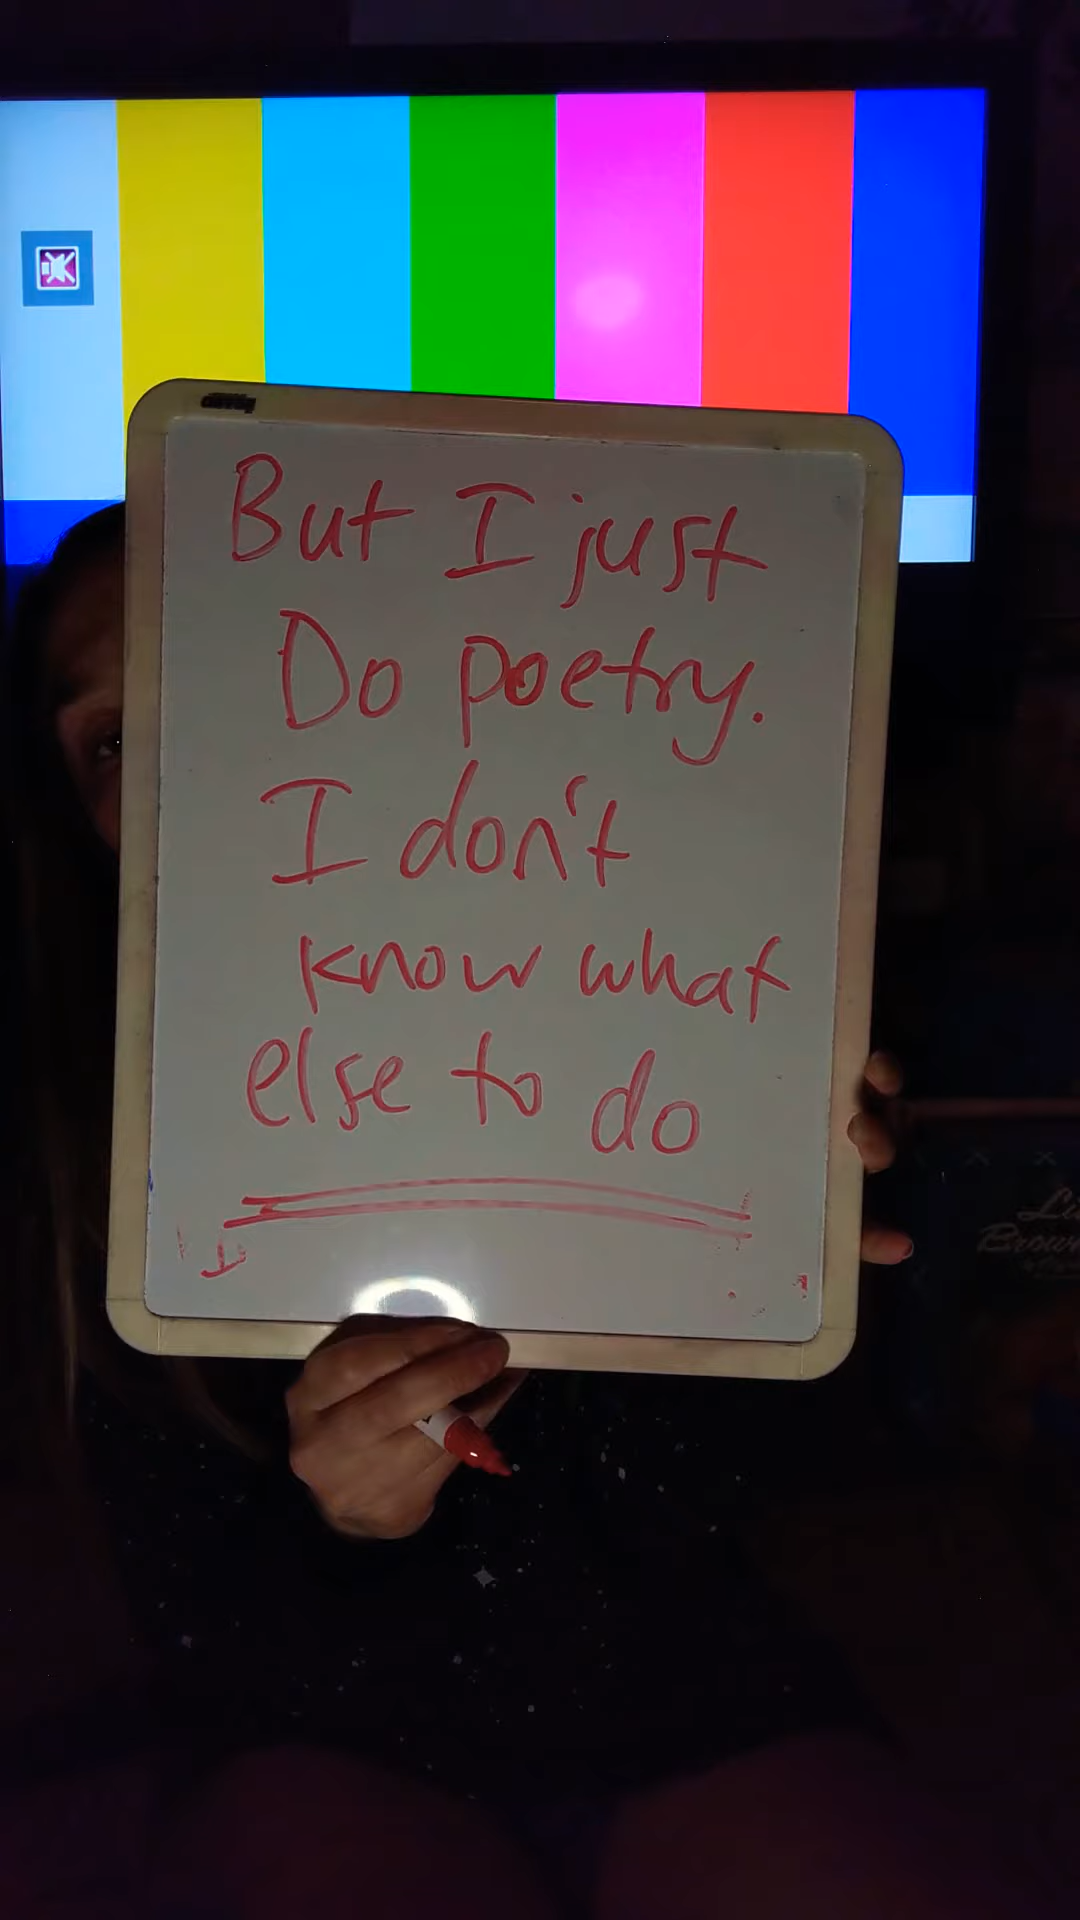 But I just
Do poetry.
I don't
know what
else to do